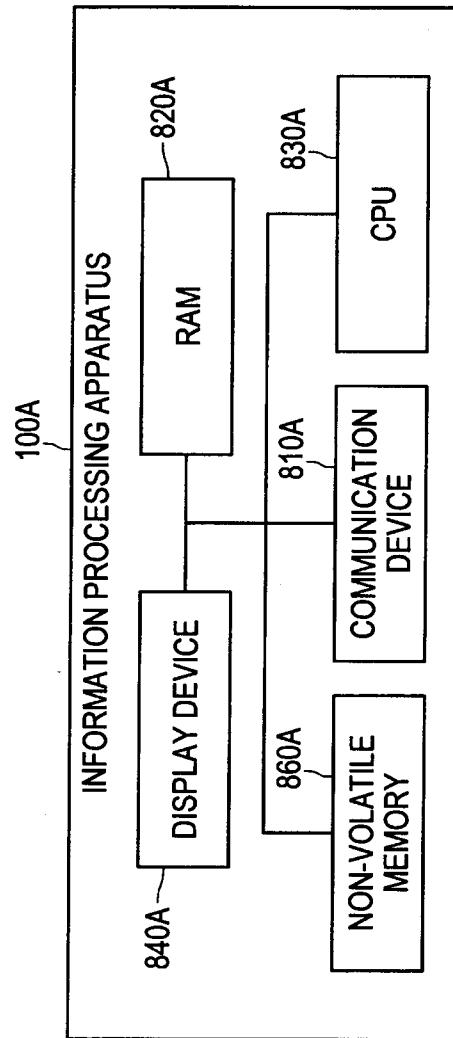 100A
INFORMATION PROCESSING APPARATUS
820A
RAM
DISPLAY DEVICE
840A
830A
CPU
810A
COMMUNICATION
DEVICE
860A
NON-VOLATILE
MEMORY